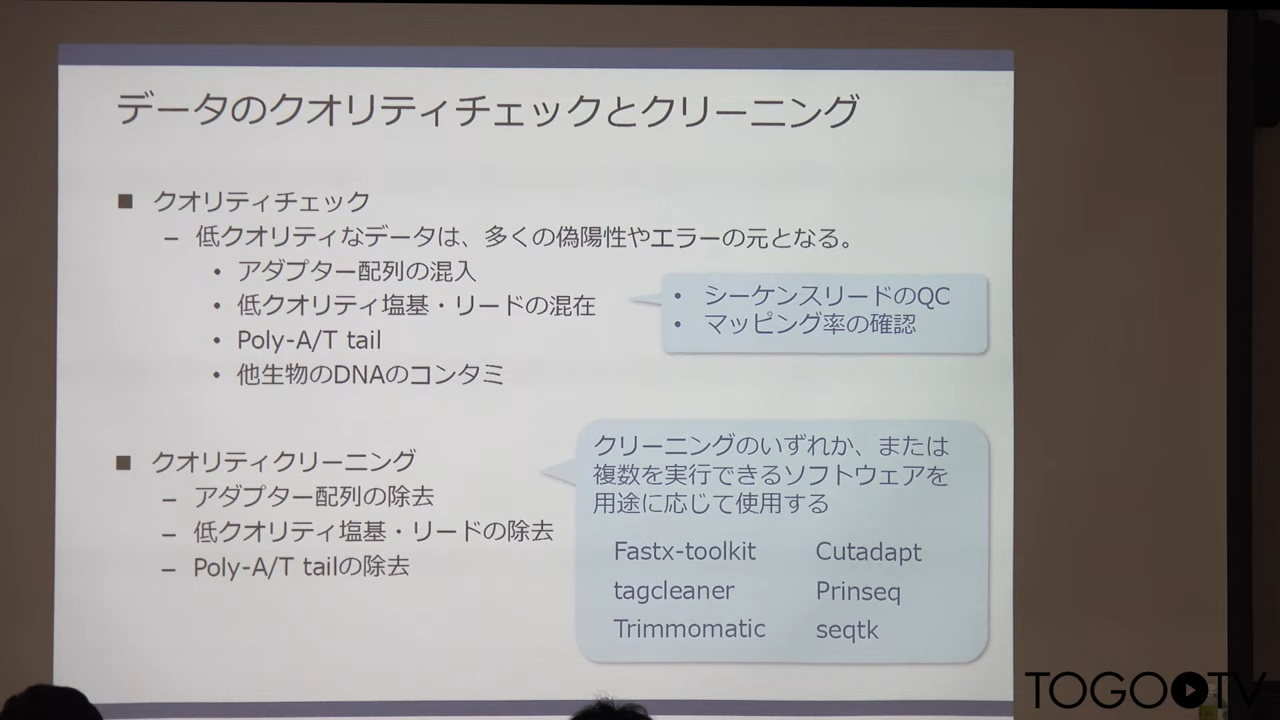 データのクオリティチェックとクリーニング
■ クオリティチェック
– 低クオリティなデータは、多くの偽陽性やエラーの元となる。
• アダプター配列の混入
• 低クオリティ塩基・リードの混在
• Poly-A/T tail
• 他生物のDNAのコンタミ
• シーケンスリードのQC
• マッピング率の確認
■ クオリティクリーニング
– アダプター配列の除去
– 低クオリティ塩基・リードの除去
– Poly-A/T tailの除去
クリーニングのいずれか、または
複数を実行できるソフトウェアを
用途に応じて使用する
Fastx-toolkit Cutadapt
tagcleaner Prinseq
Trimmomatic seqtk
TOGO TV